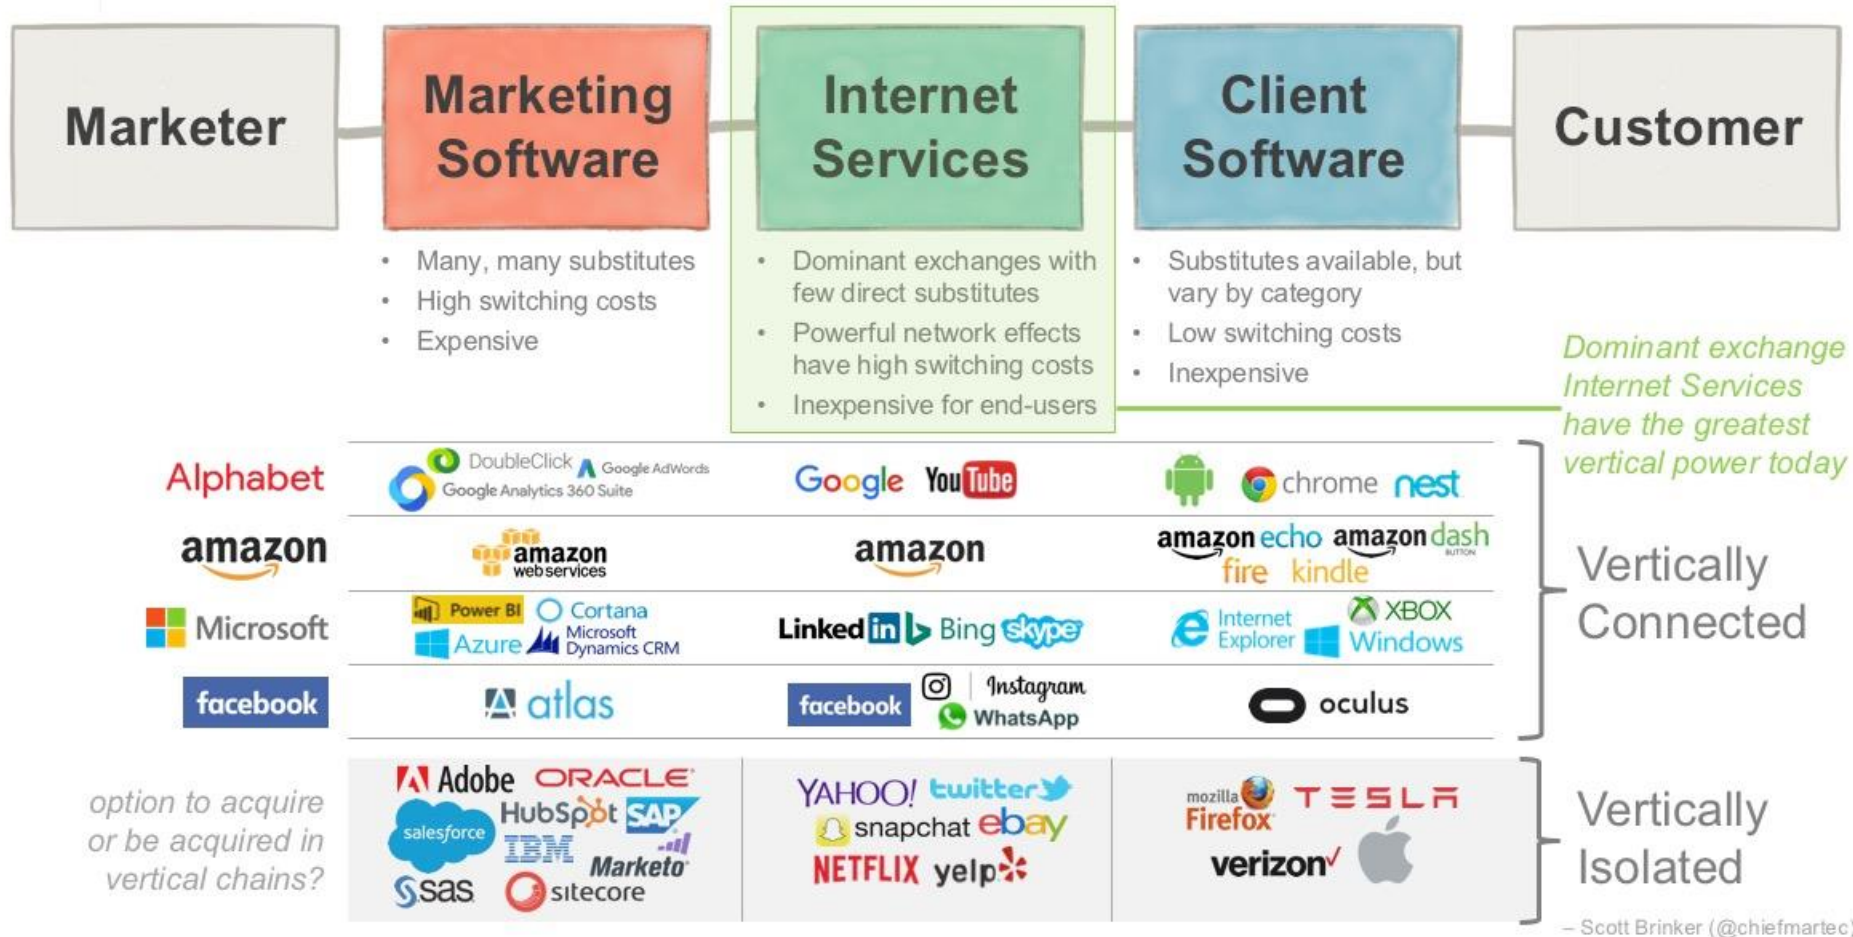 Marketer
Marketing
Software
Internet
Services
Client
Software
Customer
• Many, many substitutes
• High switching costs
• Expensive
• Dominant exchanges with
few direct substitutes
• Powerful network effects
have high switching costs
• Inexpensive for end-users
• Substitutes available, but
vary by category
• Low switching costs
• Inexpensive
Dominant exchange
Internet Services
have the greatest
vertical power today
Alphabet
DoubleClick Google AdWords
Google Analytics 360 Suite
Google YouTube
chrome nest
amazon
amazon
webservices
amazon
amazon echo amazon dash
BUTTON
fire kindle
Microsoft
Power BI Cortana
Azure Microsoft
Dynamics CRM
Linked in Bing skype
Internet
Explorer
XBOX
Windows
facebook
atlas
facebook
Instagram
WhatsApp
oculus
Vertically
Connected
option to acquire
or be acquired in
vertical chains?
Adobe ORACLE
salesforce HubSpot SAP
IBM Marketo
sas sitecore
YAHOO! twitter
snapchat ebay
NETFLIX yelp
mozilla
Firefox
TESLA
verizon
Vertically
Isolated
– Scott Brinker (@chiefmartec)